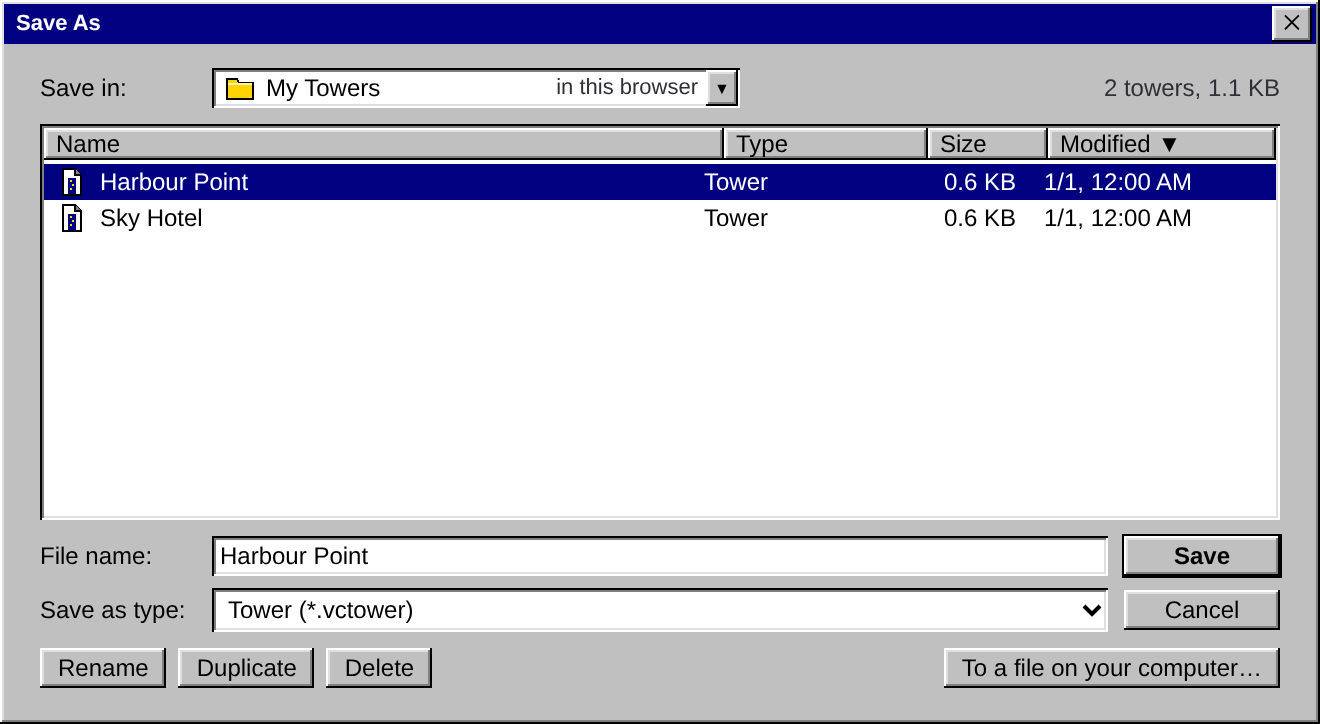 Save As
Save in: My Towers in this browser ▼ 2 towers, 1.1 KB
Name Type Size Modified ▼
Harbour Point Tower 0.6 KB 1/1, 12:00 AM
Sky Hotel Tower 0.6 KB 1/1, 12:00 AM
File name: Harbour Point Save
Save as type: Tower (*.vctower) Cancel
Rename Duplicate Delete To a file on your computer…